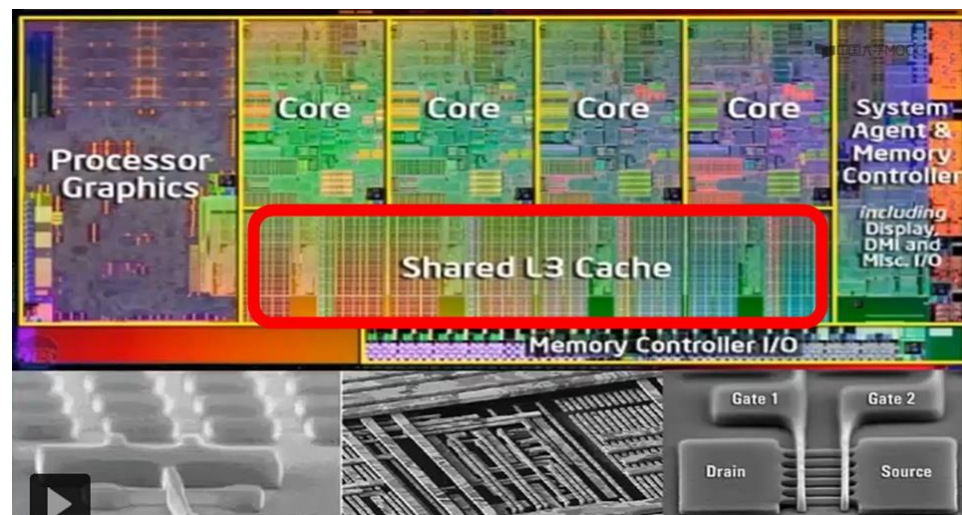 Processor
Graphics
Core
Core
Core
Core
System
Agent &
Memory
Controller
including
Display,
DMI and
Misc. I/O
Shared L3 Cache
Memory Controller I/O
Gate 1
Gate 2
Drain
Source